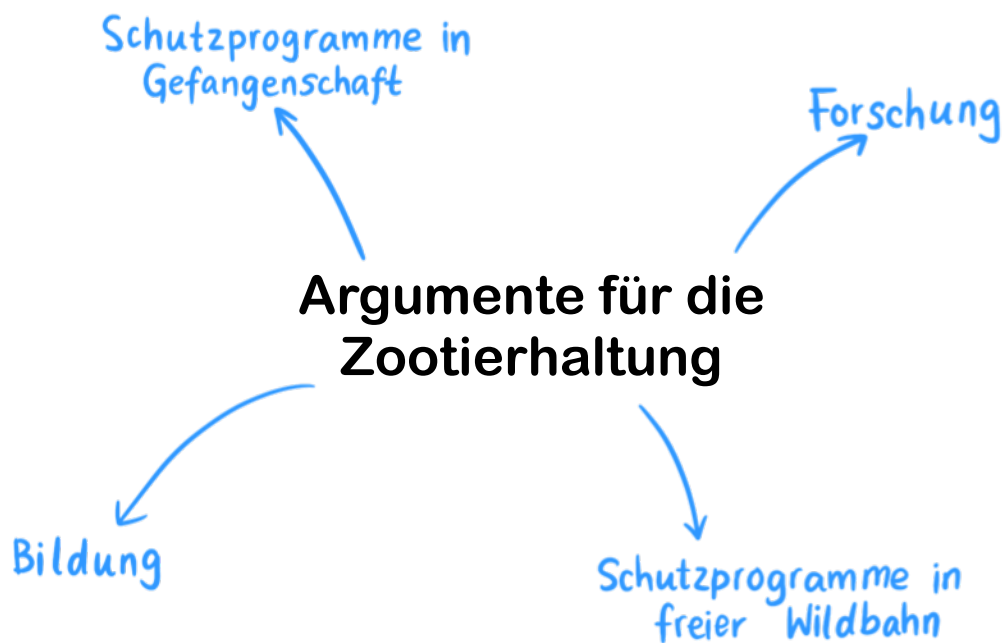 Schutzprogramme in
Gefangenschaft
Forschung
Argumente für die
Zootierhaltung
Bildung
Schutzprogramme in
freier Wildbahn